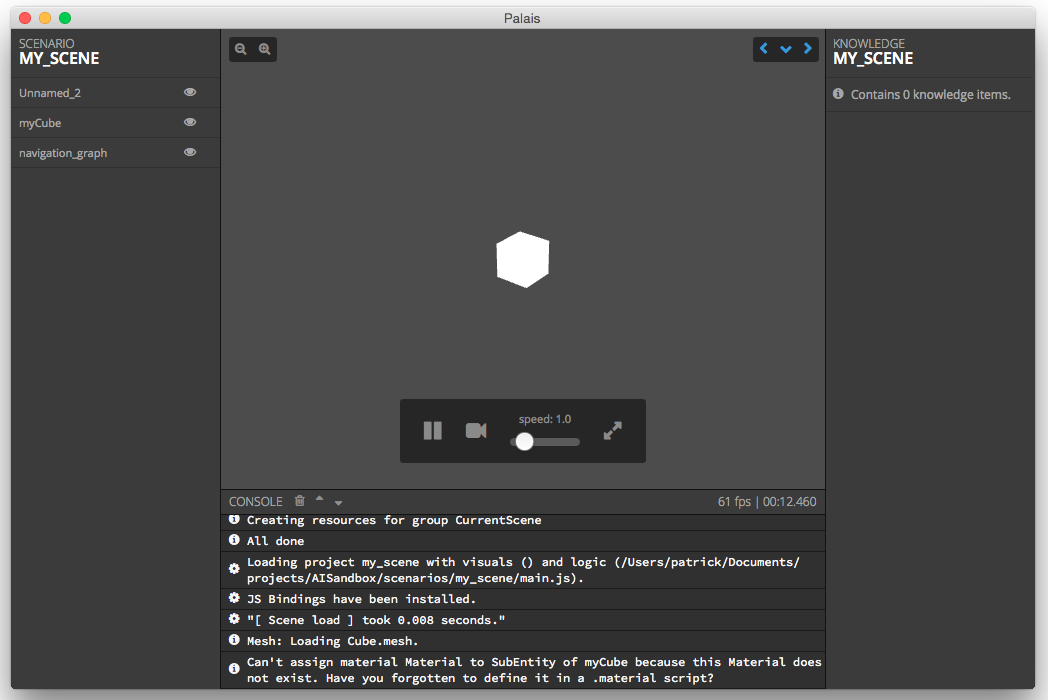 Palais
SCENARIO
MY_SCENE
Unnamed_2
myCube
navigation_graph
speed: 1.0
CONSOLE
61 fps | 00:12.460
Creating resources for group CurrentScene
All done
Loading project my_scene with visuals () and logic (/Users/patrick/Documents/
projects/AISandbox/scenarios/my_scene/main.js).
JS Bindings have been installed.
"[ Scene load ] took 0.008 seconds."
Mesh: Loading Cube.mesh.
Can't assign material Material to SubEntity of myCube because this Material does
not exist. Have you forgotten to define it in a .material script?
KNOWLEDGE
MY_SCENE
Contains 0 knowledge items.